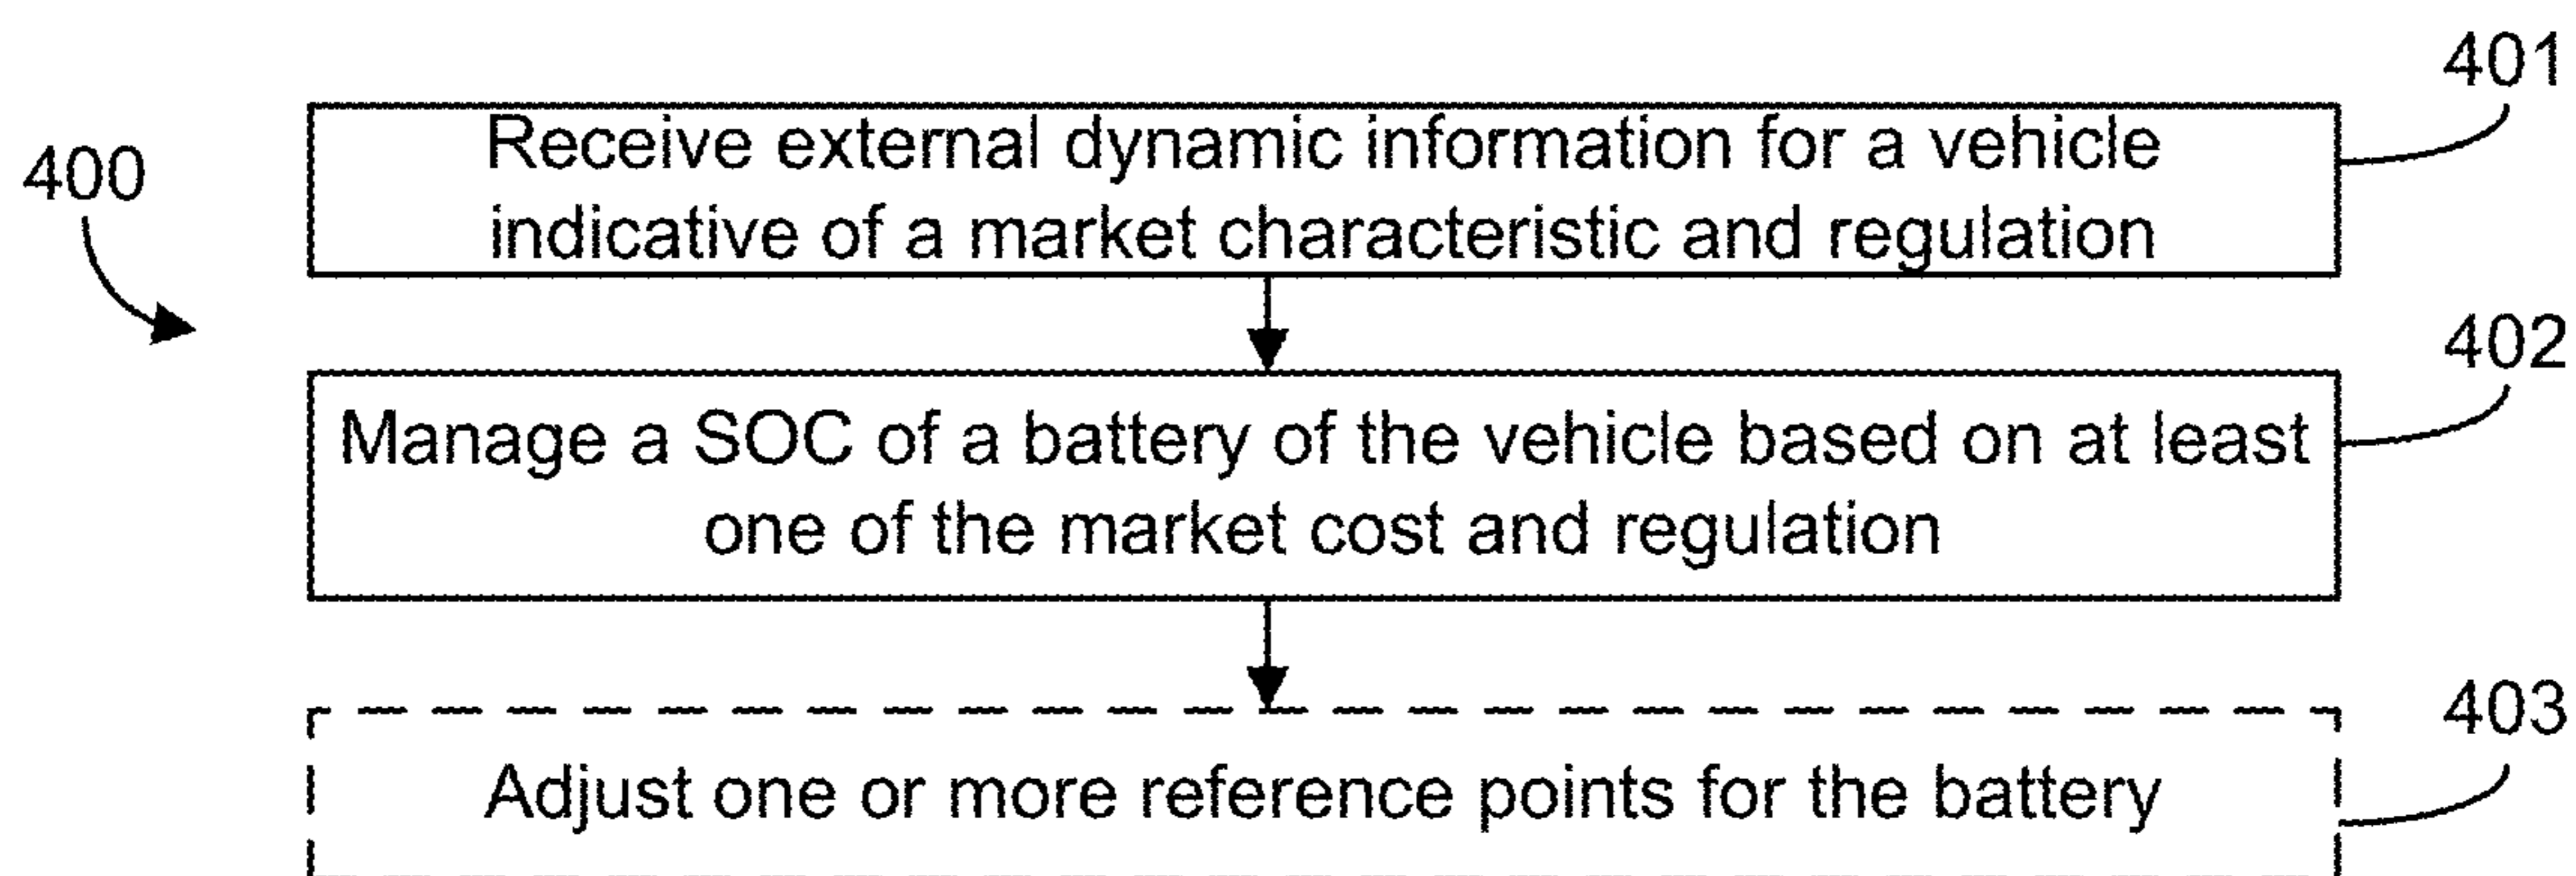 401
Receive external dynamic information for a vehicle
indicative of a market characteristic and regulation
400
402
Manage a SOC of a battery of the vehicle based on at least
one of the market cost and regulation
403
Adjust one or more reference points for the battery